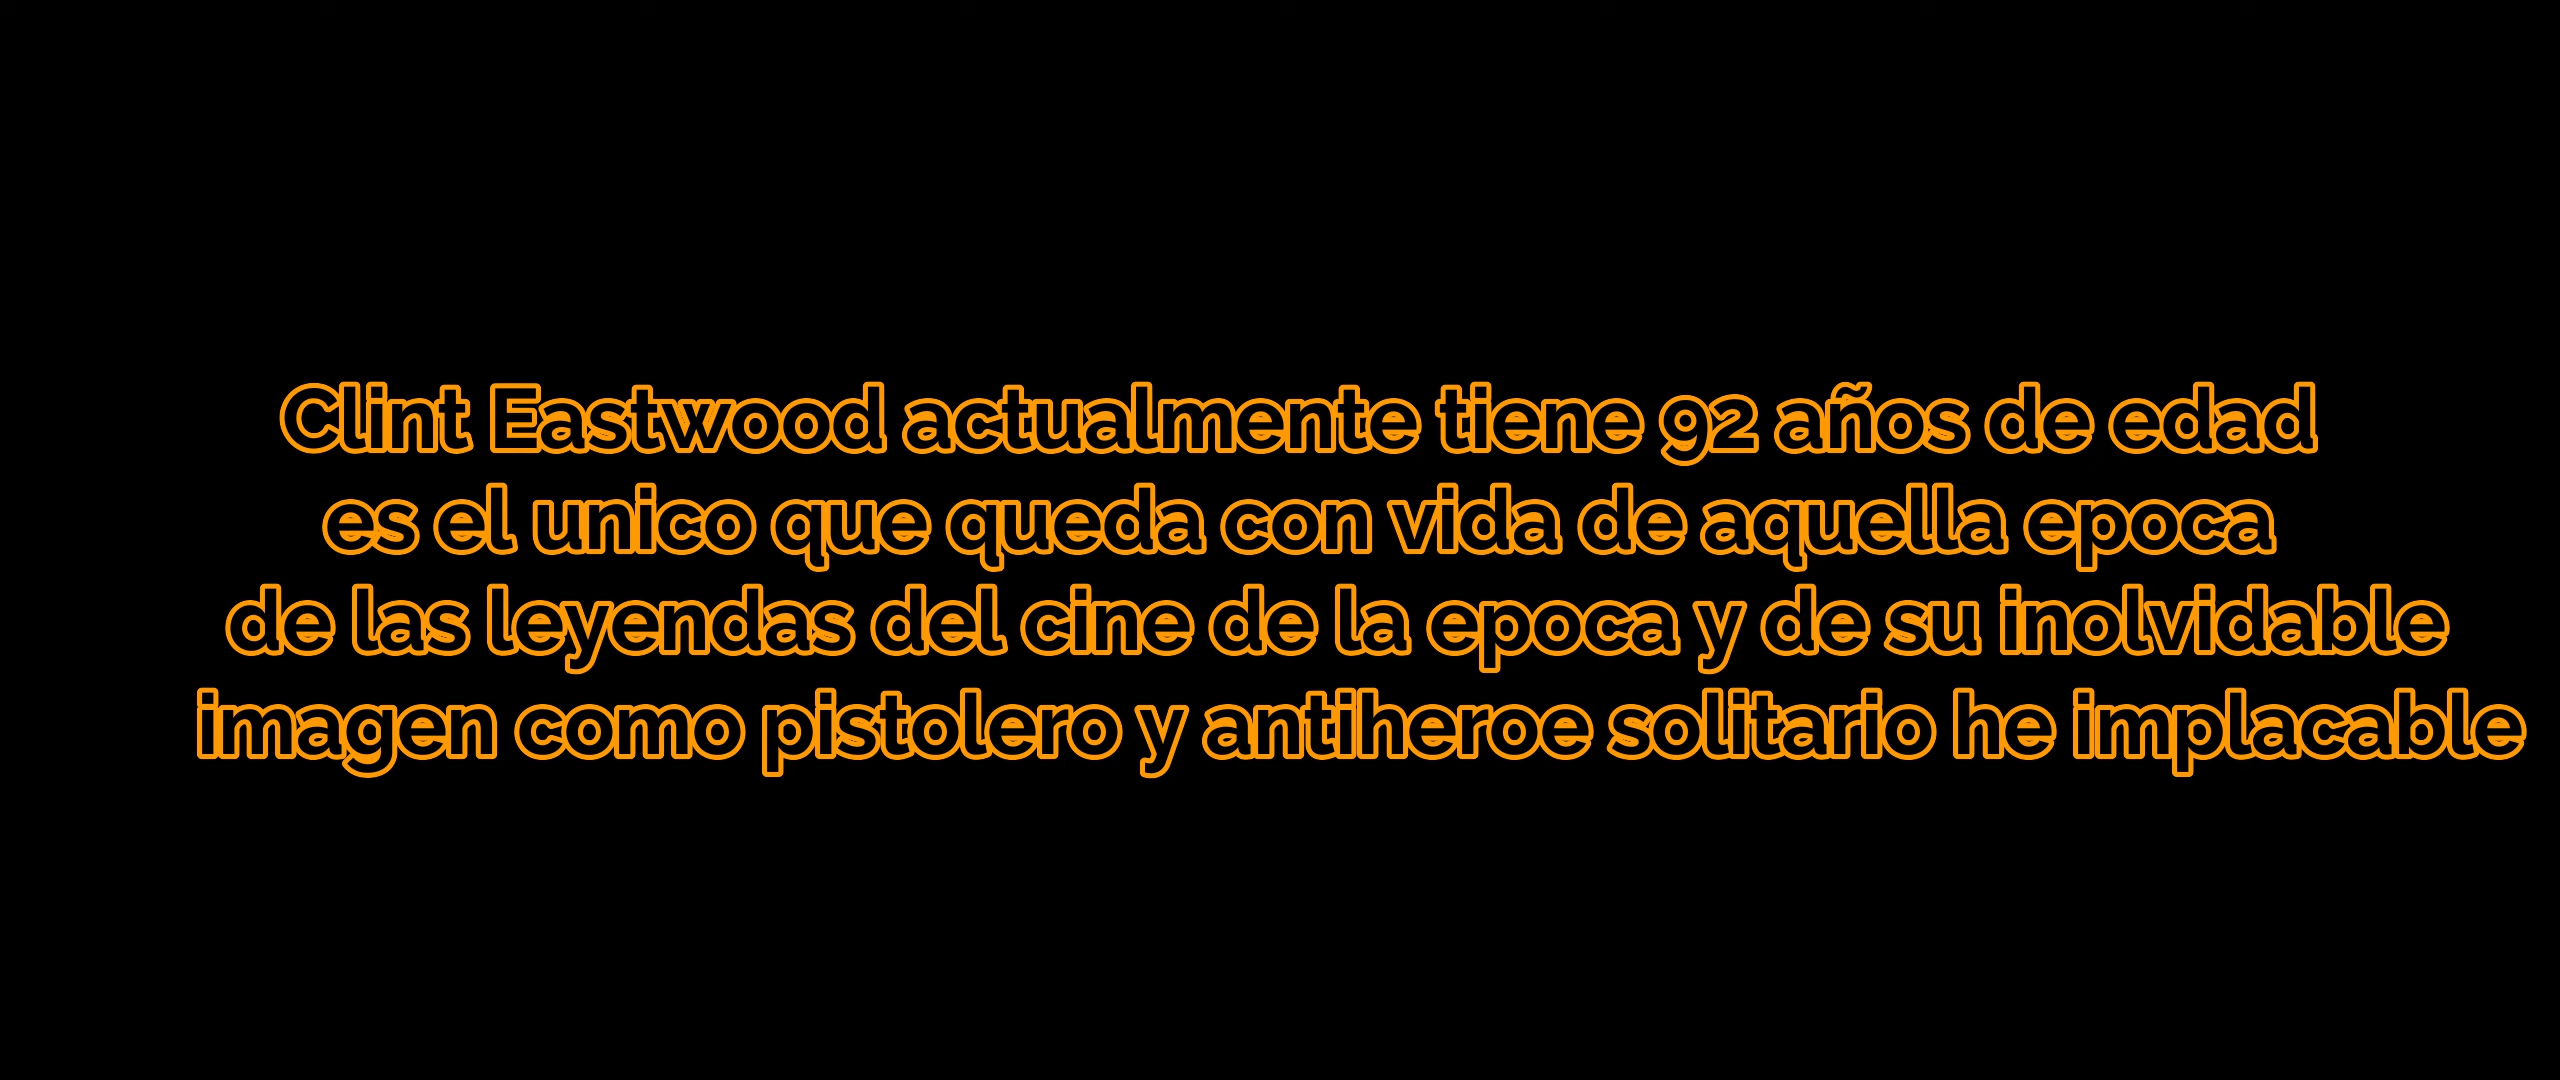 Clint Eastwood actualmente tiene 92 años de edad
es el unico que queda con vida de aquella epoca
de las leyendas del cine de la epoca y de su inolvidable
imagen como pistolero y antiheroe solitario he implacable